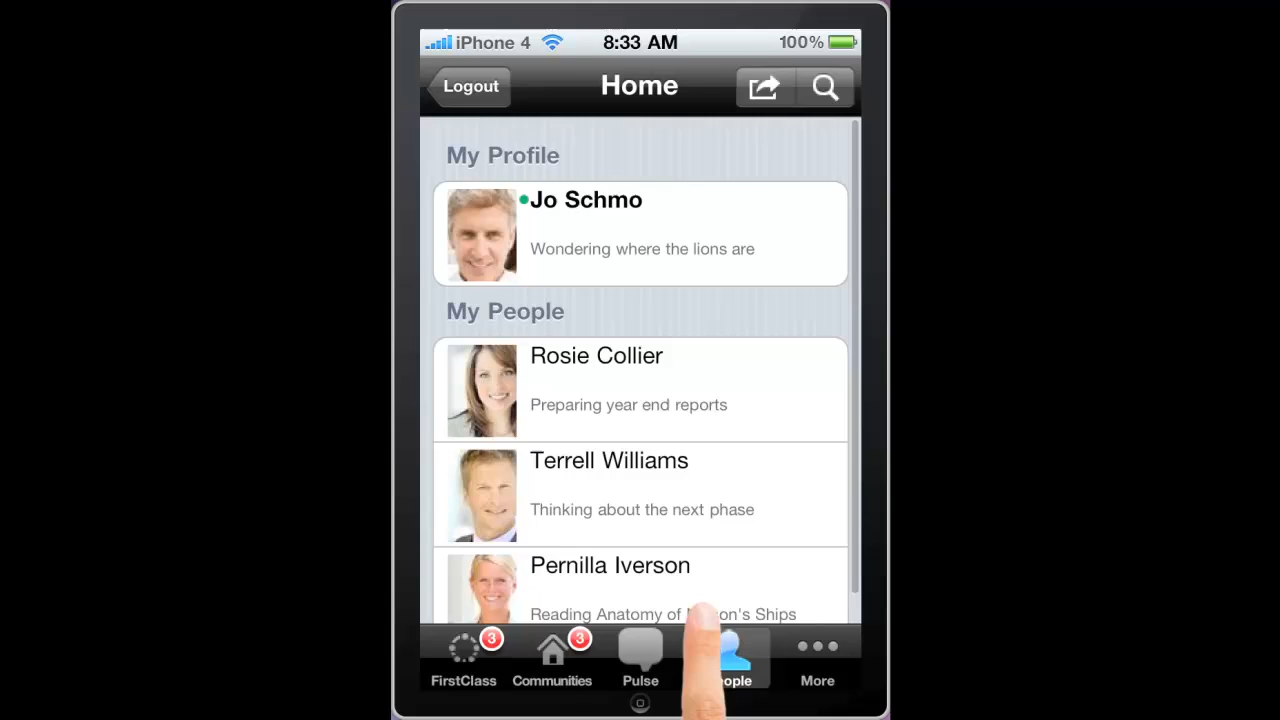 iPhone 4 8:33 AM 100%
Logout Home
My Profile
Jo Schmo
Wondering where the lions are
My People
Rosie Collier
Preparing year end reports
Terrell Williams
Thinking about the next phase
Pernilla Iverson
Reading Anatomy of Ships
3 3
FirstClass Communities Pulse More